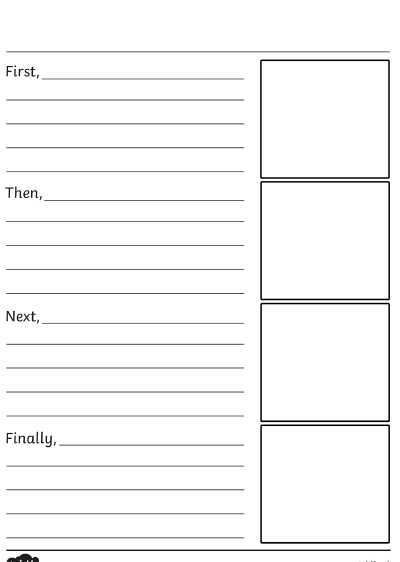 First,
Then,
Next,
Finally,